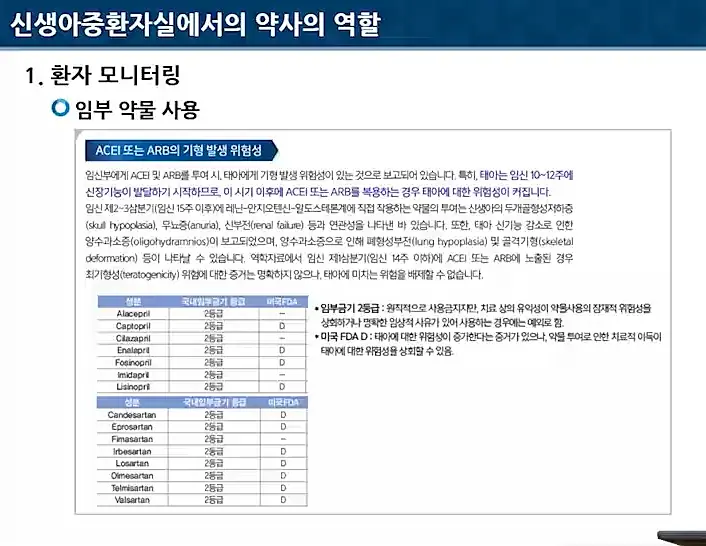 신생아중환자실에서의 약사의 역할
1. 환자 모니터링
임부 약물 사용
ACEI 또는 ARB의 기형 발생 위험성
임신부에게 ACEI 및 ARB를 투여 시, 태아에게 기형 발생 위험성이 있는 것으로 보고되어 있습니다. 특히, 태아는 임신 10~12주에
신장기능이 발달하기 시작하므로, 이 시기 이후에 ACEI 또는 ARB를 복용하는 경우 태아에 대한 위험성이 커집니다.
임신 제2~3삼분기(임신 15주 이후)에 레닌-안지오텐신-알도스테론계에 직접 작용하는 약물의 투여는 신생아의 두개골형성저하증
(skull hypoplasia), 무뇨증(anuria), 신부전(renal failure) 등과 연관성을 나타낸 바 있습니다. 또한, 태아 신기능 감소로 인한
양수과소증(oligohydramnios)이 보고되었으며, 양수과소증으로 인해 폐형성부전(lung hypoplasia) 및 골격기형(skeletal
deformation) 등이 나타날 수 있습니다. 역학자료에서 임신 제1삼분기(임신 14주 이하)에 ACEI 또는 ARB에 노출된 경우
최기형성(teratogenicity) 위험에 대한 증거는 명확하지 않으나, 태아에 미치는 위험을 배제할 수 없습니다.
성분 국내임부금기 등급 미국FDA
Alacepril 2등급 –
Captopril 2등급 D
Cilazapril 2등급 –
Enalapril 2등급 D
Fosinopril 2등급 D
Imidapril 2등급 –
Lisinopril 2등급 D
성분 국내임부금기 등급 미국FDA
Candesartan 2등급 D
Eprosartan 2등급 D
Fimasartan 2등급 –
Irbesartan 2등급 D
Losartan 2등급 D
Olmesartan 2등급 D
Telmisartan 2등급 D
Valsartan 2등급 D
• 임부금기 2등급 : 원칙적으로 사용금지지만, 치료 상의 유익성이 약물사용의 잠재적 위험성을
상회하거나 명확한 임상적 사유가 있어 사용하는 경우에는 예외로 함.
• 미국 FDA D : 태아에 대한 위험성이 증가한다는 증거가 있으나, 약물 투여로 인한 치료적 이득이
태아에 대한 위험성을 상회할 수 있음.